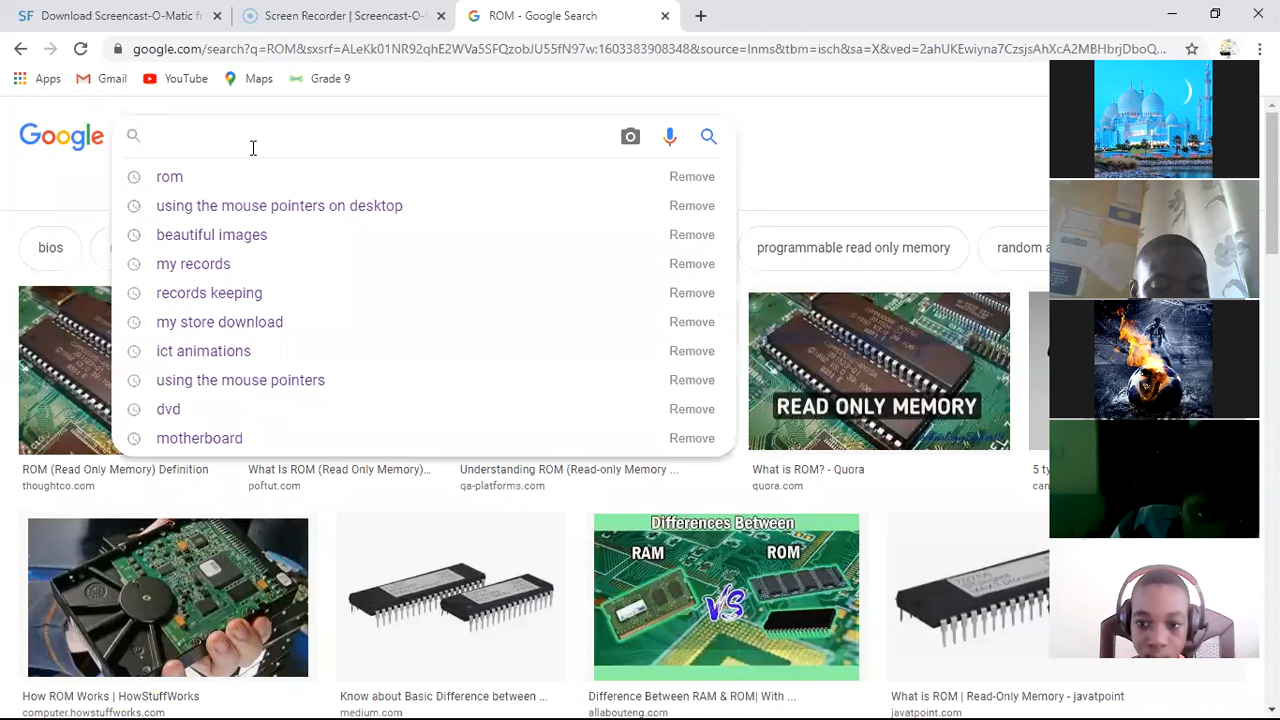 Download Screencast-O-Matic f
Screen Recorder | Screencast-O-
ROM - Google Search
google.com/search?q=ROM&sxsrf=ALeKk01NR92qhE2WVa5SFQzobJU55fN97w:1603383908348&source=lnms&tbm=isch&sa=X&ved=2ahUKEwiyna7CzsjsAhXcA2MBHbrjDboQ...
Apps
Gmail
YouTube
Maps
Grade 9
Google
rom Remove
using the mouse pointers on desktop Remove
beautiful images Remove
my records Remove
records keeping Remove
my store download Remove
ict animations Remove
using the mouse pointers Remove
dvd Remove
motherboard Remove
bios
programmable read only memory
random a
READ ONLY MEMORY
ROM (Read Only Memory) Definition
thoughtco.com
What Is ROM (Read Only Memory)...
poftut.com
Understanding ROM (Read-only Memory ...
qa-platforms.com
What is ROM? - Quora
quora.com
5 ty
can
Differences Between
RAM
ROM
VS
How ROM Works | HowStuffWorks
computer.howstuffworks.com
Know about Basic Difference between ...
medium.com
Difference Between RAM & ROM| With ...
allabouteng.com
What is ROM | Read-Only Memory - javatpoint
javatpoint.com